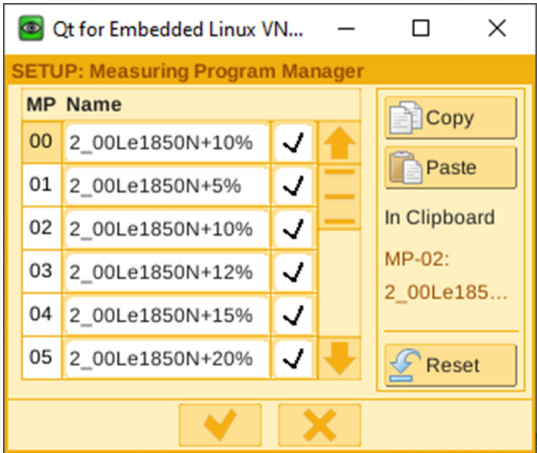 Qt for Embedded Linux VN...
SETUP: Measuring Program Manager
MP Name
00 2_00Le1850N+10%
01 2_00Le1850N+5%
02 2_00Le1850N+10%
03 2_00Le1850N+12%
04 2_00Le1850N+15%
05 2_00Le1850N+20%
Copy
Paste
In Clipboard
MP-02:
2_00Le185...
Reset